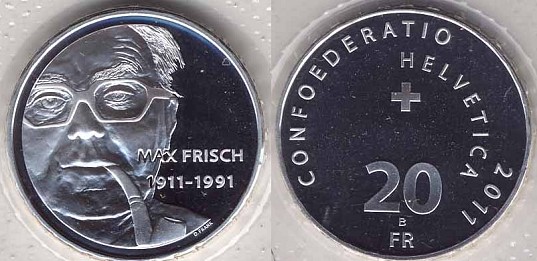 MAX FRISCH
1911-1991
CONFOEDERATIO
HELVETICA 2011
20
B
FR